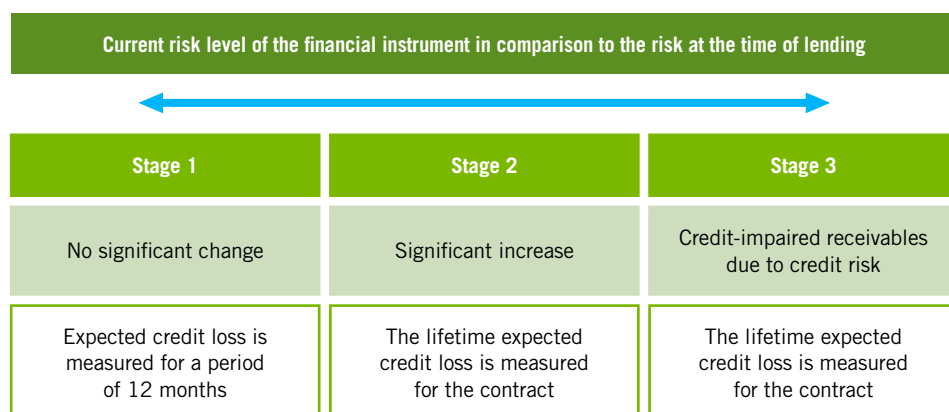 Current risk level of the financial instrument in comparison to the risk at the time of lending
Stage 1
Stage 2
Stage 3
No significant change
Significant increase
Credit-impaired receivables
due to credit risk
Expected credit loss is
measured for a period
of 12 months
The lifetime expected
credit loss is measured
for the contract
The lifetime expected
credit loss is measured
for the contract